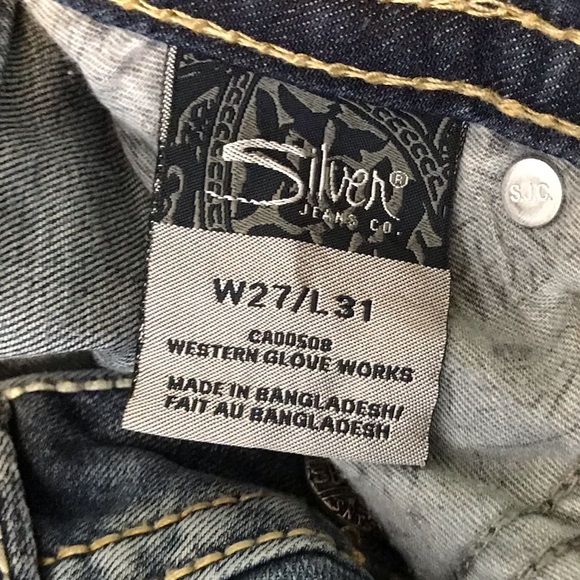 Silver®
JEANS CO.
S.J.C.
W27/L31
CA00508
WESTERN GLOVE WORKS
MADE IN BANGLADESH/
FAIT AU BANGLADESH